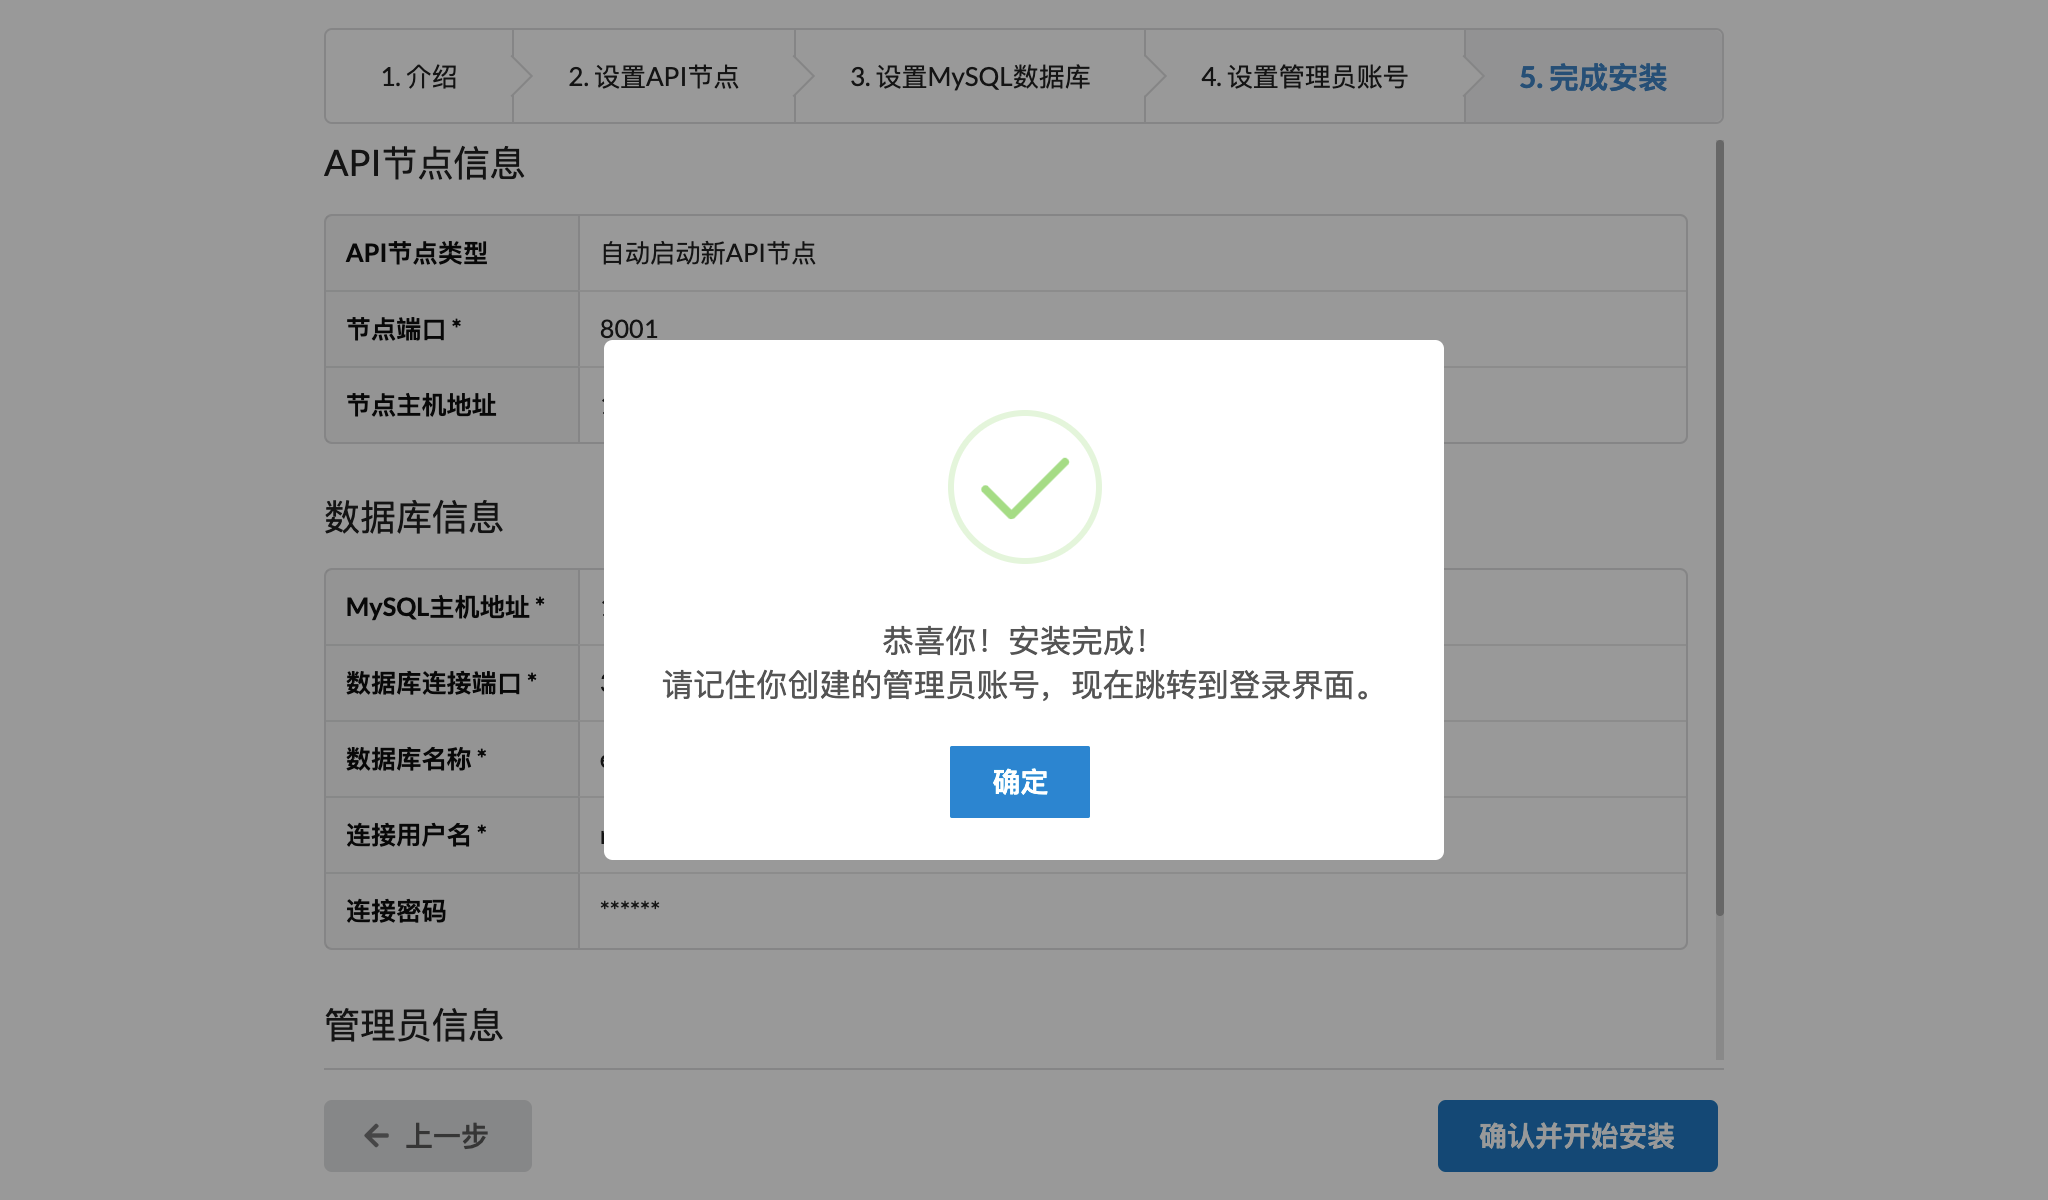 1. 介绍
2. 设置API节点
3. 设置MySQL数据库
4. 设置管理员账号
5. 完成安装
API节点信息
API节点类型 自动启动新API节点
节点端口 * 8001
节点主机地址
数据库信息
MySQL主机地址 *
数据库连接端口 *
数据库名称 *
连接用户名 *
连接密码 ******
管理员信息
恭喜你！安装完成！
请记住你创建的管理员账号，现在跳转到登录界面。
确定
上一步
确认并开始安装